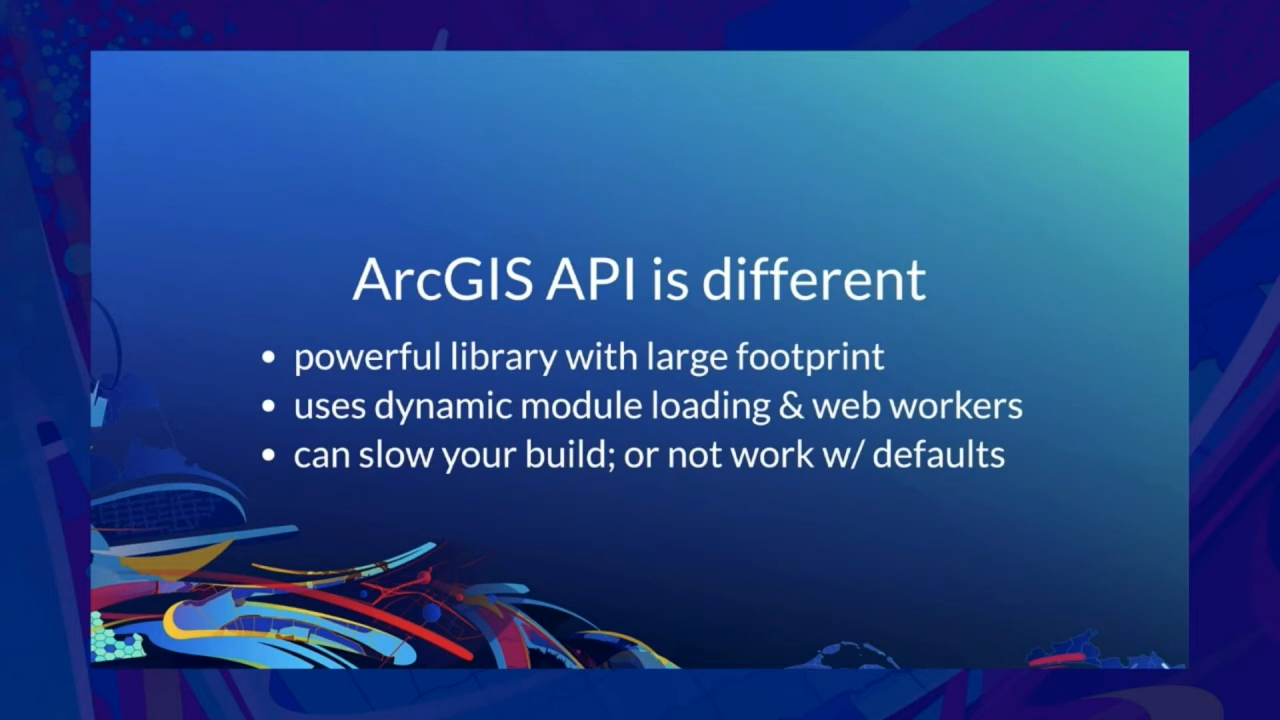 ArcGIS API is different
• powerful library with large footprint
• uses dynamic module loading & web workers
• can slow your build; or not work w/ defaults